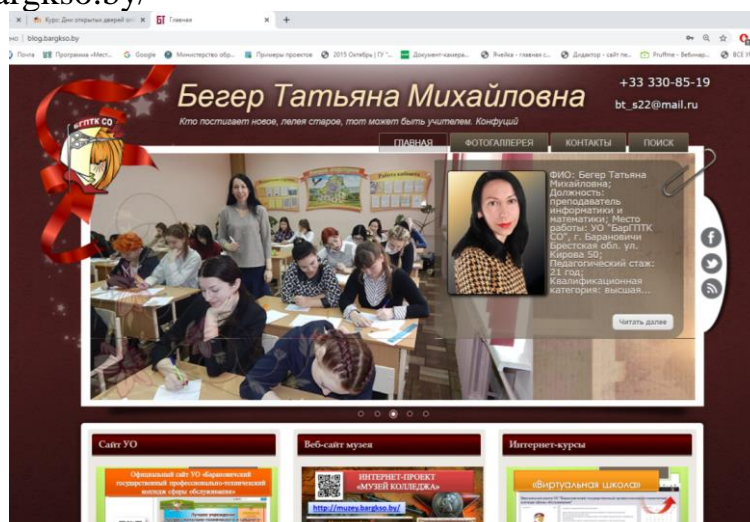 argkso.by/
Курс: Дни открытых дверей
Главная
blog.bargkso.by
Почта
Программа «Мест...
Google
Министерство обр...
Примеры проектов
2015 Октябрь | ГУ "...
Документ-камера...
Ячейка - главная с...
Дидактор - сайт пе...
Pruffme - Вебинар...
Бегер Татьяна Михайловна
+33 330-85-19
bt_s22@mail.ru
Кто постигает новое, лелея старое, тот может быть учителем. Конфуций
БГПТК СО
ГЛАВНАЯ
ФОТОГАЛЛЕРЕЯ
КОНТАКТЫ
ПОИСК
ФИО: Бегер Татьяна
Михайловна;
Должность:
преподаватель
информатики и
математики; Место
работы: УО "БарГПТК
СО", г. Барановичи
Брестская обл. ул.
Кирова 50;
Педагогический стаж:
21 год;
Квалификационная
категория: высшая...
Читать далее
Сайт УО
Веб-сайт музея
Интернет-курсы
Официальный сайт УО «Барановичский
государственный профессионально-технический
колледж сферы обслуживания»
ИНТЕРНЕТ-ПРОЕКТ
«МУЗЕЙ КОЛЛЕДЖА»
http://muzey.bargkso.by/
«Виртуальная школа»